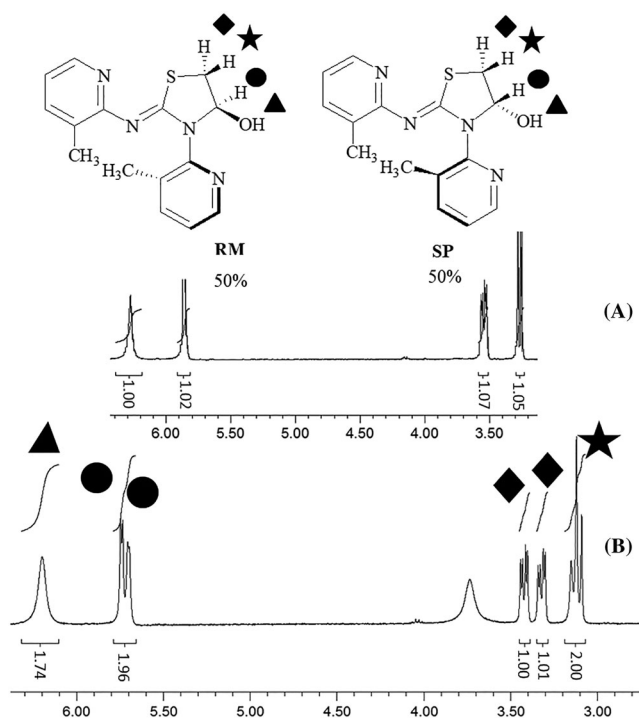 H H
S H
N
N N OH
CH₃
H₃C
N
H H
S H
N
N N OH
CH₃
H₃C
N
RM SP
50% 50%
(A)
1.00 1.02 1.07 1.05
6.00 5.50 5.00 4.50 4.00 3.50
(B)
1.74 1.96 1.00 1.01 2.00
6.00 5.50 5.00 4.50 4.00 3.50 3.00